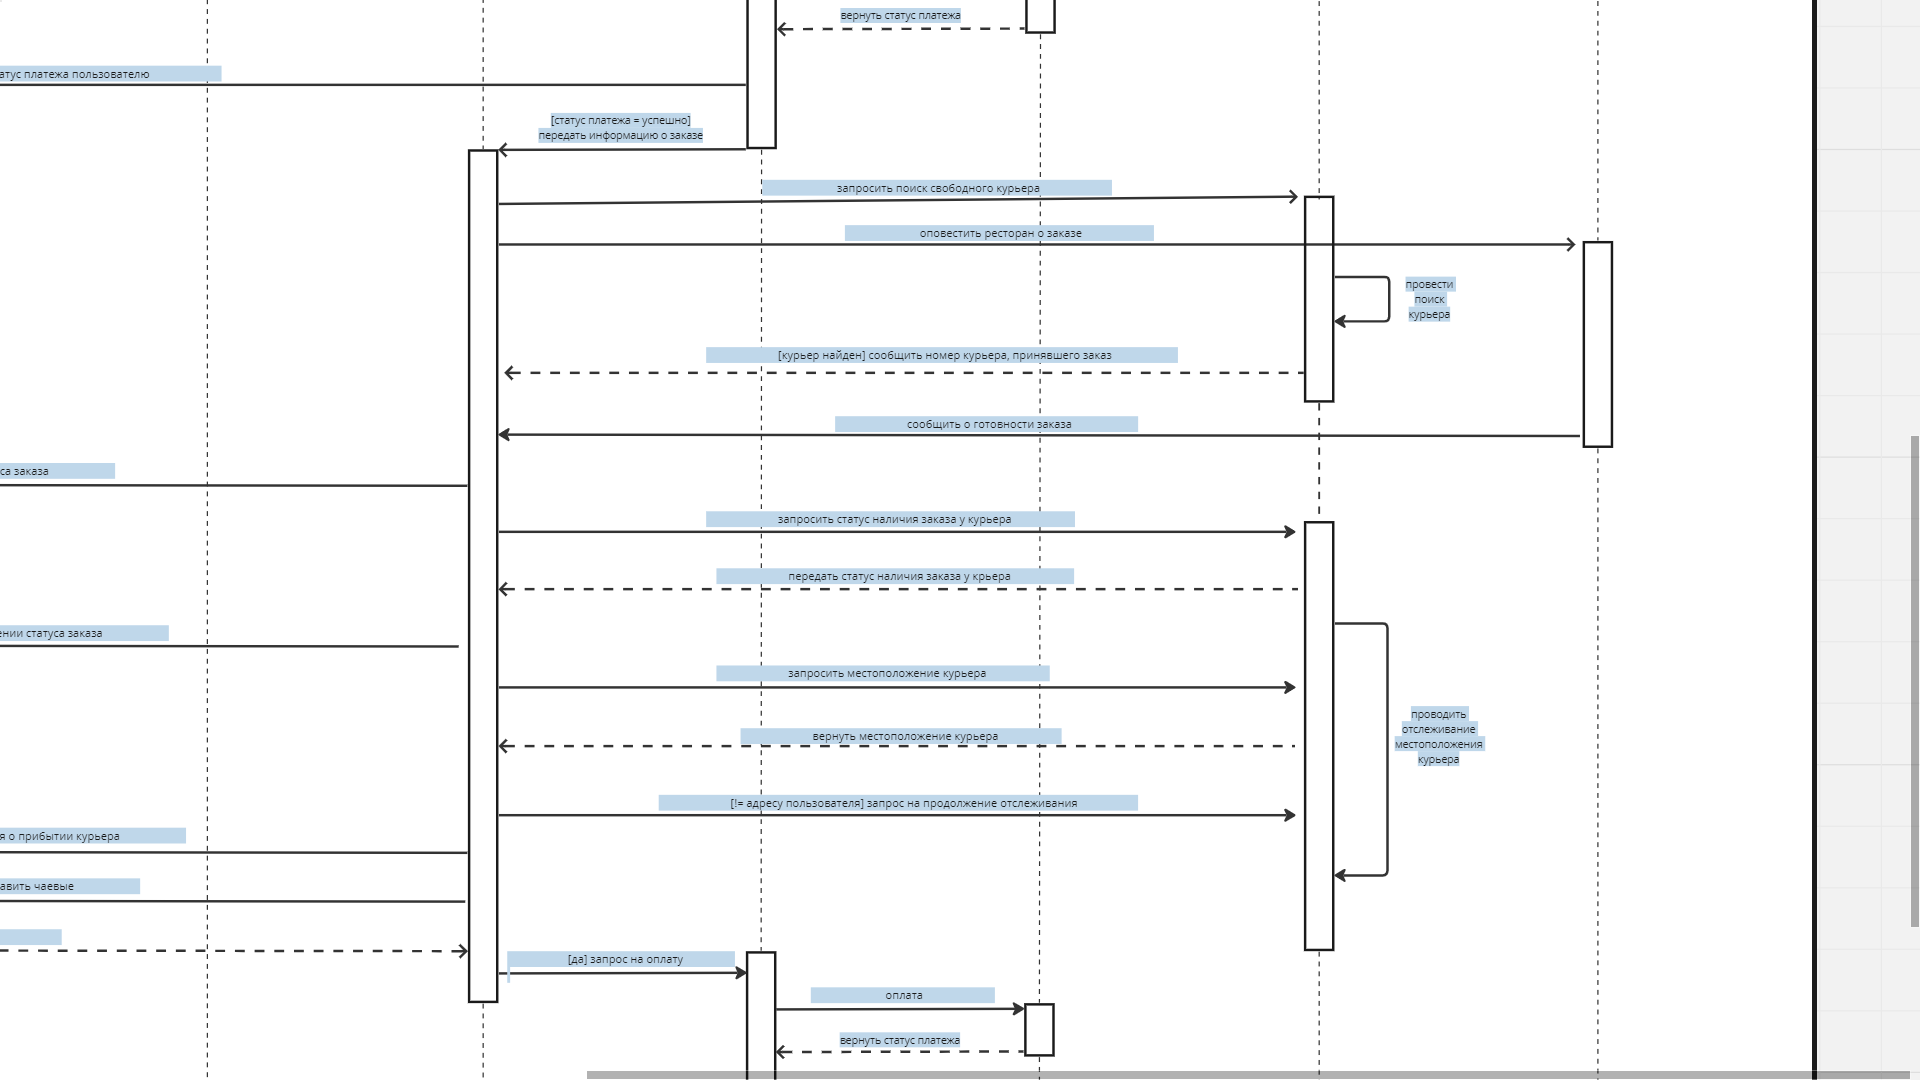 вернуть статус платежа
атус платежа пользователю
[статус платежа = успешно]
передать информацию о заказе
запросить поиск свободного курьера
оповестить ресторан о заказе
провести
поиск
курьера
[курьер найден] сообщить номер курьера, принявшего заказ
сообщить о готовности заказа
са заказа
запросить статус наличия заказа у курьера
передать статус наличия заказа у крьера
ении статуса заказа
запросить местоположение курьера
проводить
отслеживание
местоположения
курьера
вернуть местоположение курьера
[!= адресу пользователя] запрос на продолжение отслеживания
я о прибытии курьера
авить чаевые
[да] запрос на оплату
оплата
вернуть статус платежа